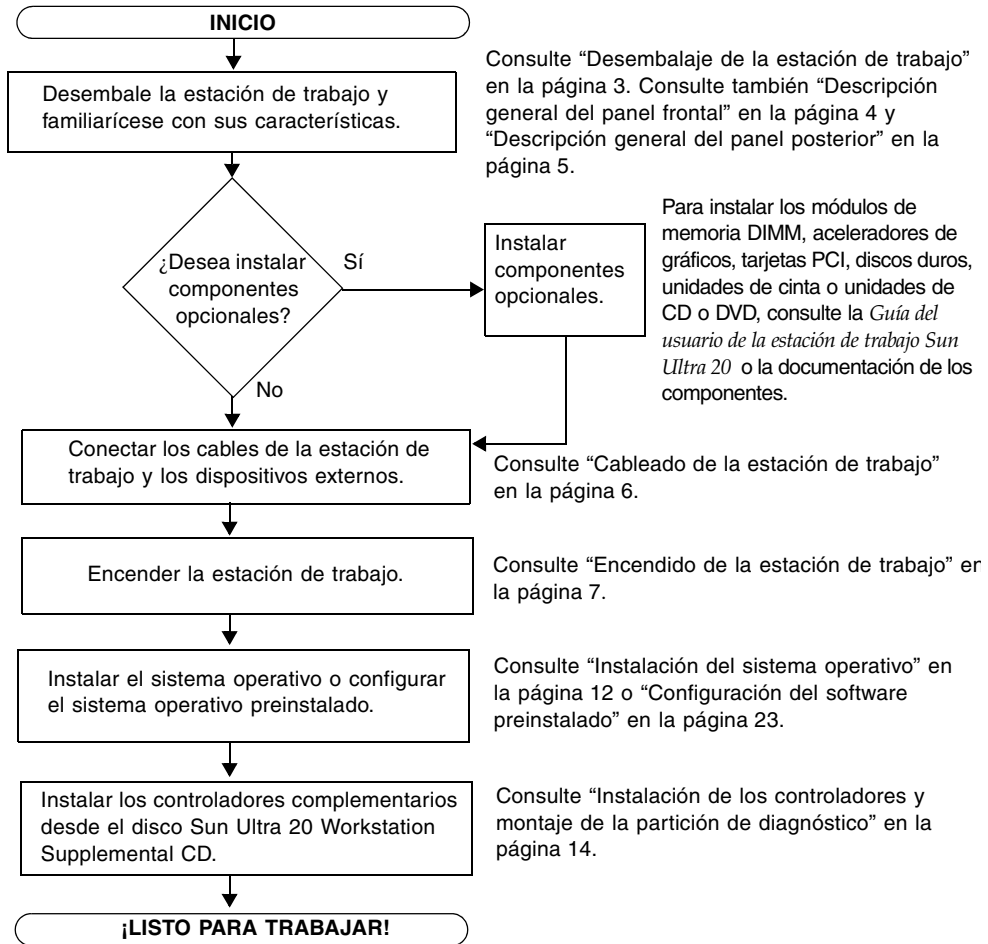 INICIO
Consulte “Desembalaje de la estación de trabajo”
en la página 3. Consulte también “Descripción
general del panel frontal” en la página 4 y
“Descripción general del panel posterior” en la
página 5.
Desembale la estación de trabajo y
familiarícese con sus características.
¿Desea instalar
componentes
opcionales?
Sí
No
Instalar
componentes
opcionales.
Para instalar los módulos de
memoria DIMM, aceleradores de
gráficos, tarjetas PCI, discos duros,
unidades de cinta o unidades de
CD o DVD, consulte la Guía del
usuario de la estación de trabajo Sun
Ultra 20 o la documentación de los
componentes.
Conectar los cables de la estación de
trabajo y los dispositivos externos.
Consulte “Cableado de la estación de trabajo”
en la página 6.
Encender la estación de trabajo.
Consulte “Encendido de la estación de trabajo” en
la página 7.
Instalar el sistema operativo o configurar
el sistema operativo preinstalado.
Consulte “Instalación del sistema operativo” en
la página 12 o “Configuración del software
preinstalado” en la página 23.
Instalar los controladores complementarios
desde el disco Sun Ultra 20 Workstation
Supplemental CD.
Consulte “Instalación de los controladores y
montaje de la partición de diagnóstico” en la
página 14.
¡LISTO PARA TRABAJAR!